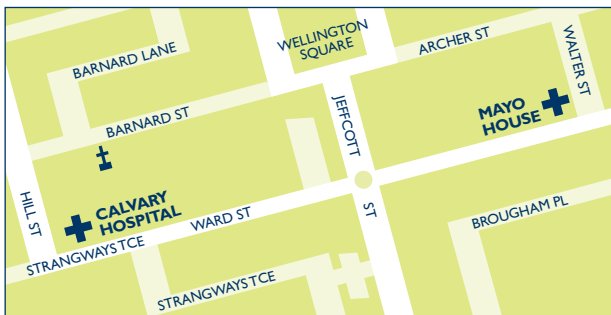 WELLINGTON
SQUARE
BARNARD LANE
ARCHER ST
WALTER ST
BARNARD ST
JEFFCOTT
MAYO
HOUSE
HILL ST
CALVARY
HOSPITAL
WARD ST
ST
BROUGHAM PL
STRANGWAYS TCE
STRANGWAYS TCE